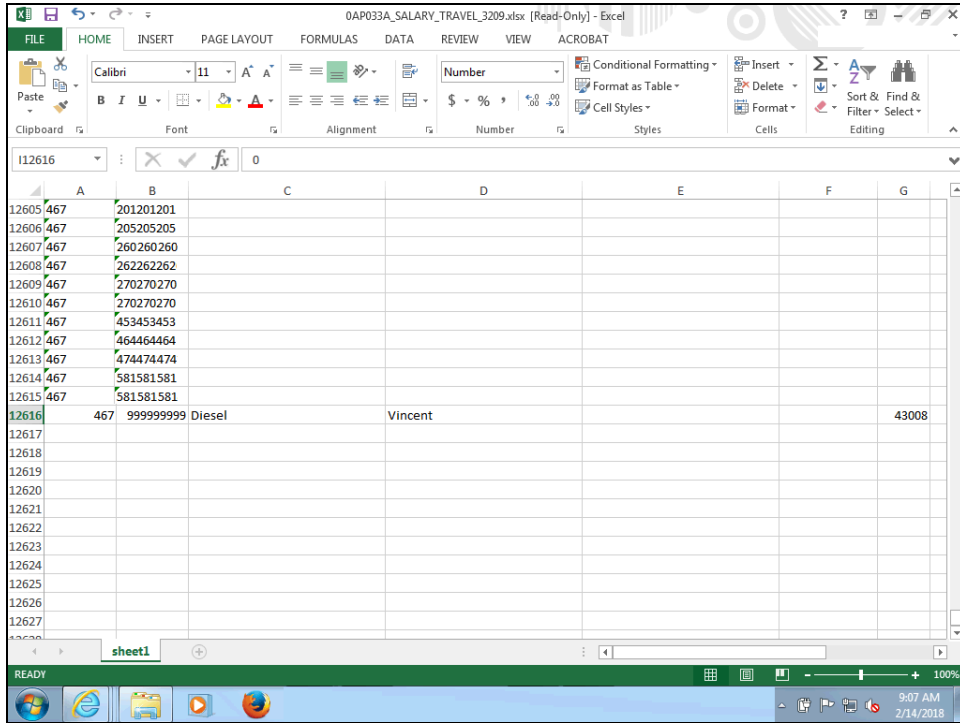 0AP033A_SALARY_TRAVEL_3209.xlsx [Read-Only] - Excel ?
FILE HOME INSERT PAGE LAYOUT FORMULAS DATA REVIEW VIEW ACROBAT
Paste
Calibri 11 A A
B I U A
Number
$ % , .0 .00 .00 .0
Conditional Formatting
Format as Table
Cell Styles
Insert
Delete
Format
Σ
A Z
Sort & Filter
Find & Select
Clipboard Font Alignment Number Styles Cells Editing
I12616 fx 0
A B C D E F G
12605 467 201201201
12606 467 205205205
12607 467 260260260
12608 467 262262262
12609 467 270270270
12610 467 270270270
12611 467 453453453
12612 467 464464464
12613 467 474474474
12614 467 581581581
12615 467 581581581
12616 467 999999999 Diesel Vincent 43008
12617
12618
12619
12620
12621
12622
12623
12624
12625
12626
12627
12628
sheet1
READY 100%
9:07 AM
2/14/2018